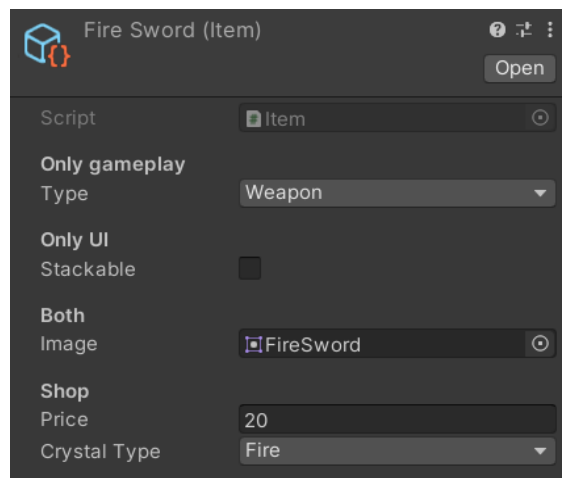 Fire Sword (Item)
Open
Script Item
Only gameplay
Type Weapon
Only UI
Stackable
Both
Image FireSword
Shop
Price 20
Crystal Type Fire